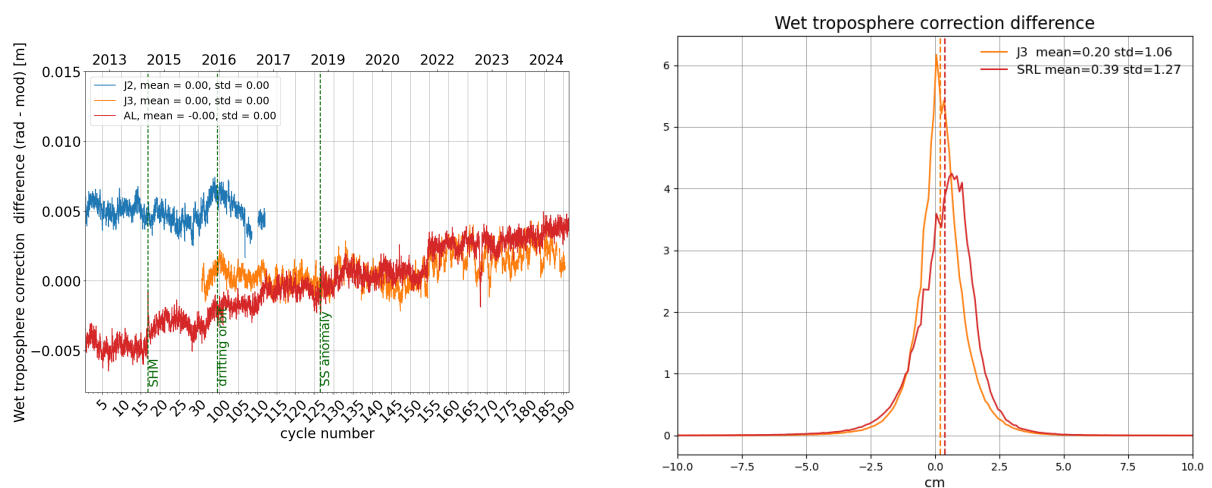 Wet troposphere correction difference
2013 2015 2016 2017 2019 2020 2022 2023 2024
Wet troposphere correction difference (rad - mod) [m]
0.015
0.010
0.005
0.000
−0.005
J2, mean = 0.00, std = 0.00
J3, mean = 0.00, std = 0.00
AL, mean = -0.00, std = 0.00
SHM
drifting orbit
SS anomaly
5 10 15 20 25 30 100 105 110 115 120 125 130 135 140 145 150 155 160 165 170 175 180 185 190
cycle number
J3 mean=0.20 std=1.06
SRL mean=0.39 std=1.27
6
5
4
3
2
1
0
−10.0 −7.5 −5.0 −2.5 0.0 2.5 5.0 7.5 10.0
cm